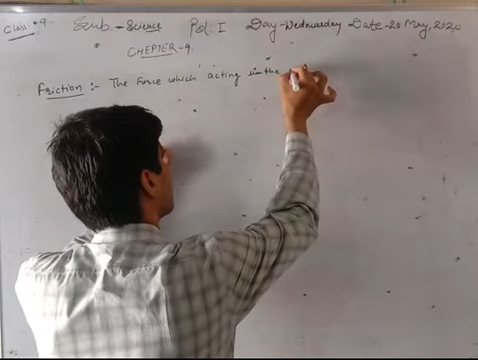 Class: 9 Sub. - Science Pd. I Day - Wednesday Date - 20 May, 2020
CHEPTER - 9.
Friction :- The Force which acting in the